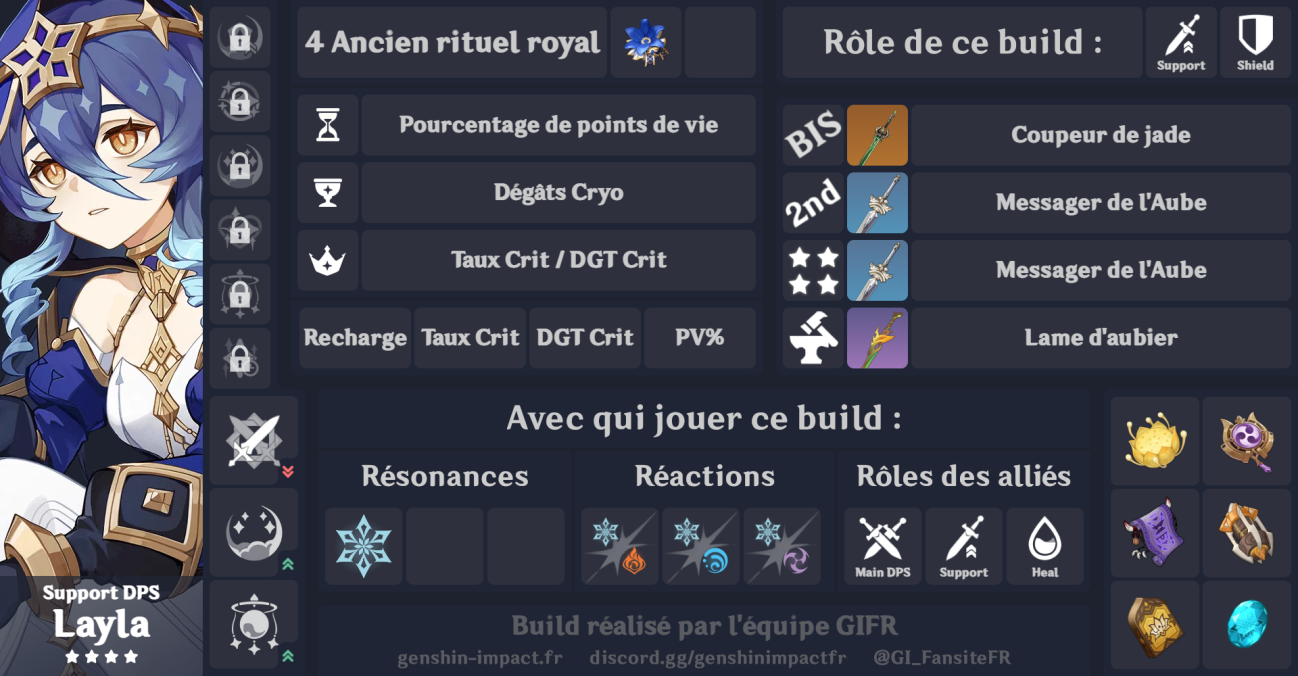 4 Ancien rituel royal
Rôle de ce build :
Support
Shield
Pourcentage de points de vie
Dégâts Cryo
Taux Crit / DGT Crit
Recharge
Taux Crit
DGT Crit
PV%
BIS
Coupeur de jade
2nd
Messager de l'Aube
Messager de l'Aube
Lame d'aubier
Avec qui jouer ce build :
Résonances
Réactions
Rôles des alliés
Main DPS
Support
Heal
Support DPS
Layla
Build réalisé par l'équipe GIFR
genshin-impact.fr discord.gg/genshinimpactfr @GI_FansiteFR